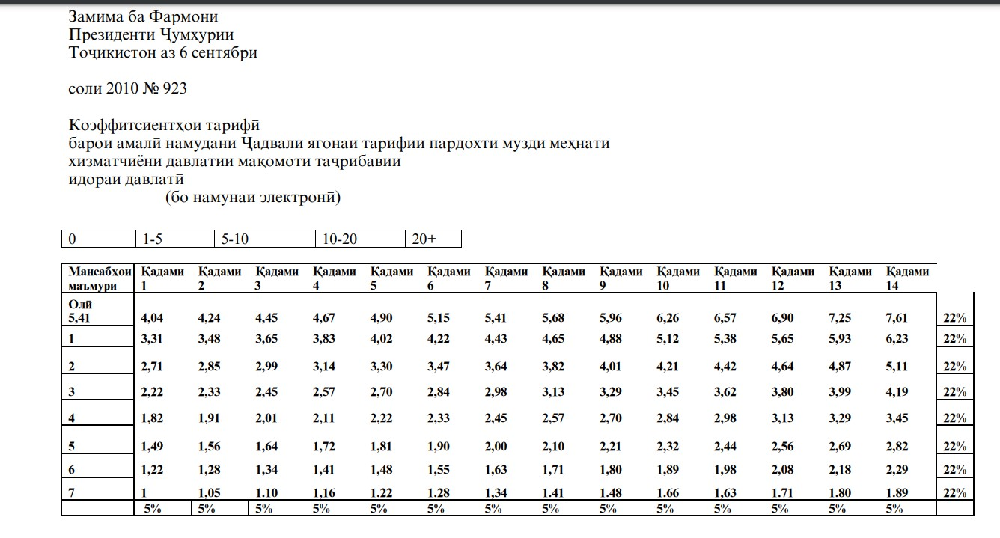 Замима ба Фармони
Президенти Ҷумҳурии
Тоҷикистон аз 6 сентябри
соли 2010 № 923
Коэффитсиентҳои тарифӣ
барои амалӣ намудани Ҷадвали ягонаи тарифии пардохти музди меҳнати
хизматчиёни давлатии мақомоти таҷрибавии
идораи давлатӣ
(бо намунаи электронӣ)
0 1-5 5-10 10-20 20+
Мансабҳои Қадами Қадами Қадами Қадами Қадами Қадами Қадами Қадами Қадами Қадами Қадами Қадами Қадами Қадами
маъмури 1 2 3 4 5 6 7 8 9 10 11 12 13 14
Олӣ
5,41 4,04 4,24 4,45 4,67 4,90 5,15 5,41 5,68 5,96 6,26 6,57 6,90 7,25 7,61 22%
1 3,31 3,48 3,65 3,83 4,02 4,22 4,43 4,65 4,88 5,12 5,38 5,65 5,93 6,23 22%
2 2,71 2,85 2,99 3,14 3,30 3,47 3,64 3,82 4,01 4,21 4,42 4,64 4,87 5,11 22%
3 2,22 2,33 2,45 2,57 2,70 2,84 2,98 3,13 3,29 3,45 3,62 3,80 3,99 4,19 22%
4 1,82 1,91 2,01 2,11 2,22 2,33 2,45 2,57 2,70 2,84 2,98 3,13 3,29 3,45 22%
5 1,49 1,56 1,64 1,72 1,81 1,90 2,00 2,10 2,21 2,32 2,44 2,56 2,69 2,82 22%
6 1,22 1,28 1,34 1,41 1,48 1,55 1,63 1,71 1,80 1,89 1,98 2,08 2,18 2,29 22%
7 1 1,05 1.10 1,16 1.22 1.28 1,34 1.41 1.48 1.66 1,63 1.71 1.80 1.89 22%
5% 5% 5% 5% 5% 5% 5% 5% 5% 5% 5% 5% 5% 5%